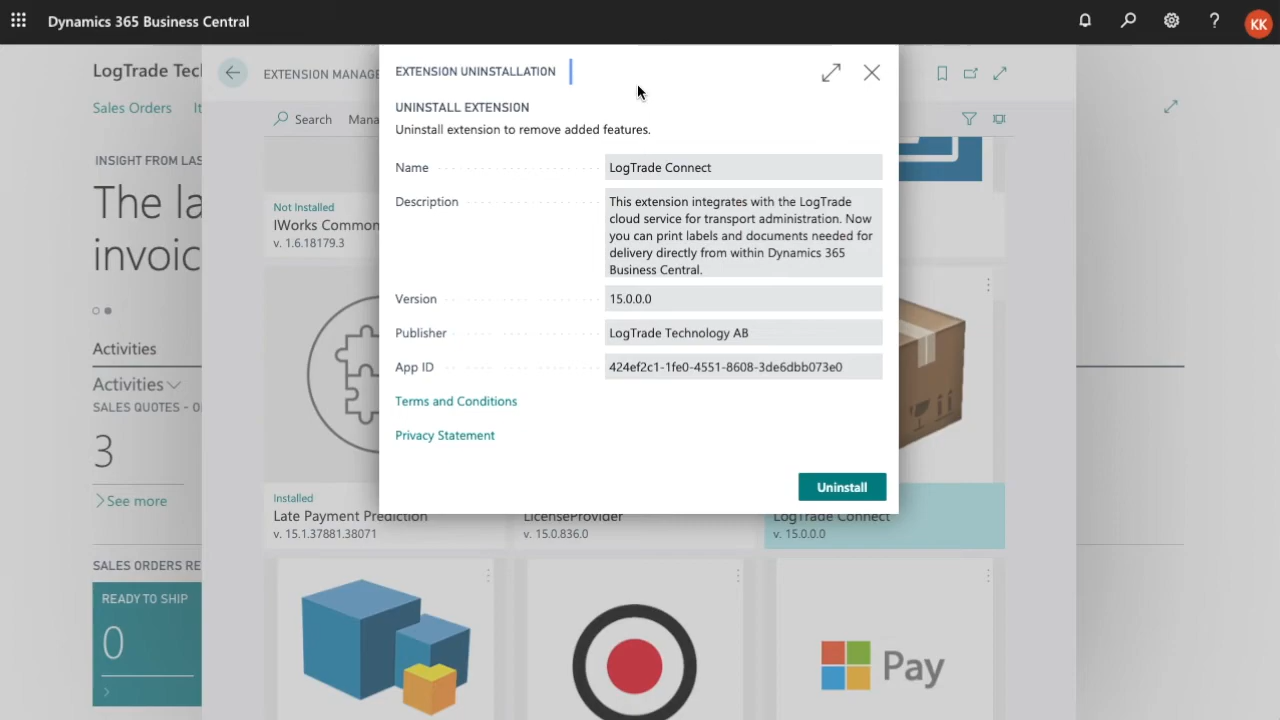 Dynamics 365 Business Central
KK
LogTrade Tec
Sales Orders It
INSIGHT FROM LAS
The la
invoic
Activities
Activities
SALES QUOTES - O
3
See more
SALES ORDERS RE
READY TO SHIP
0
EXTENSION MANAG
Search Mana
Not Installed
IWorks Common
v. 1.6.18179.3
EXTENSION UNINSTALLATION
UNINSTALL EXTENSION
Uninstall extension to remove added features.
Name LogTrade Connect
Description This extension integrates with the LogTrade
cloud service for transport administration. Now
you can print labels and documents needed for
delivery directly from within Dynamics 365
Business Central.
Version 15.0.0.0
Publisher LogTrade Technology AB
App ID 424ef2c1-1fe0-4551-8608-3de6dbb073e0
Terms and Conditions
Privacy Statement
Uninstall
Installed
Late Payment Prediction
v. 15.1.37881.38071
LicenseProvider
v. 15.0.836.0
LogTrade Connect
v. 15.0.0.0
Pay